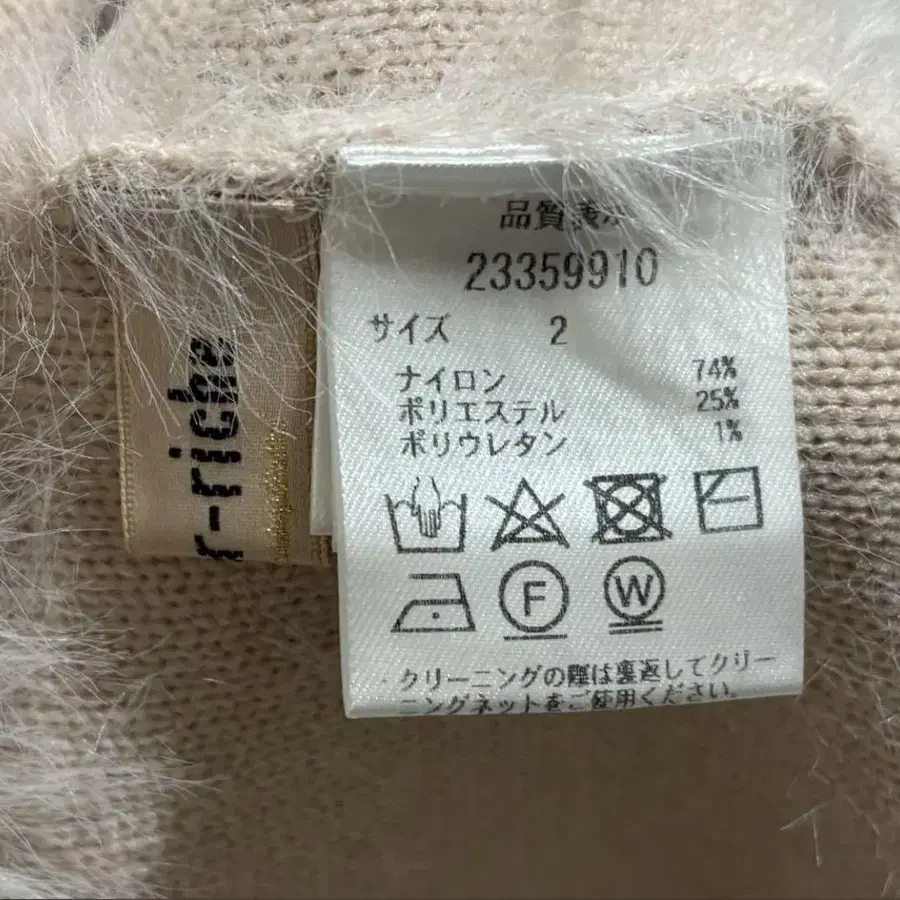 品質表示
23359910
サイズ 2
ナイロン 74%
ポリエステル 25%
ポリウレタン 1%
F
W
クリーニングの際は裏返してクリー
ニングネットをご使用ください。
r-riche